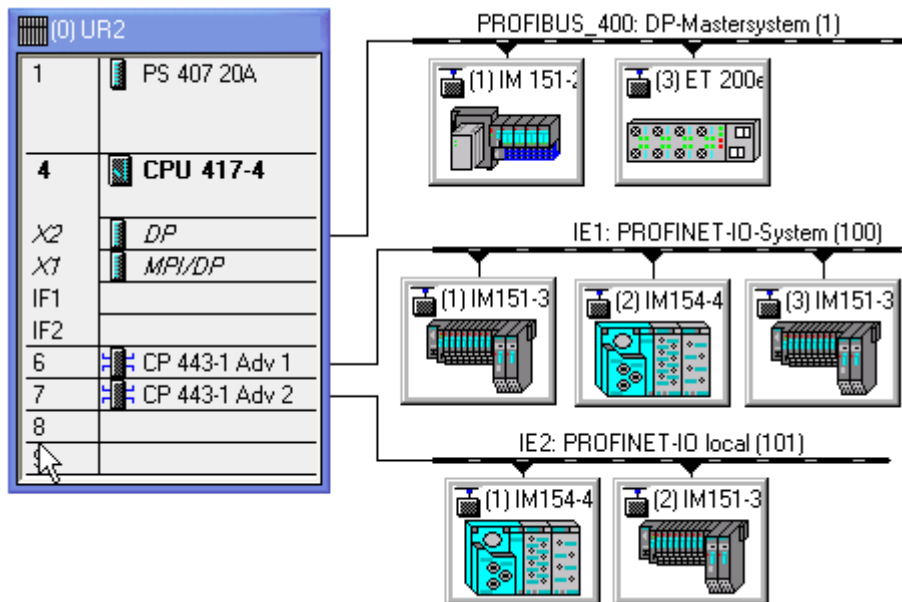 (0) UR2
1 PS 407 20A
4 CPU 417-4
X2 DP
X1 MPI/DP
IF1
IF2
6 CP 443-1 Adv 1
7 CP 443-1 Adv 2
8
PROFIBUS_400: DP-Mastersystem (1)
(1) IM 151-2
(3) ET 200e
IE1: PROFINET-IO-System (100)
(1) IM151-3
(2) IM154-4
(3) IM151-3
IE2: PROFINET-IO local (101)
(1) IM154-4
(2) IM151-3